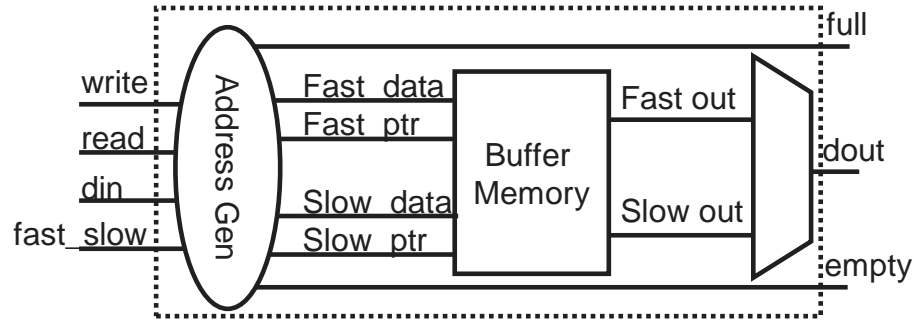 full
write
read
din
fast_slow
Address Gen
Fast_data
Fast_ptr
Slow_data
Slow_ptr
Buffer
Memory
Fast out
Slow out
dout
empty